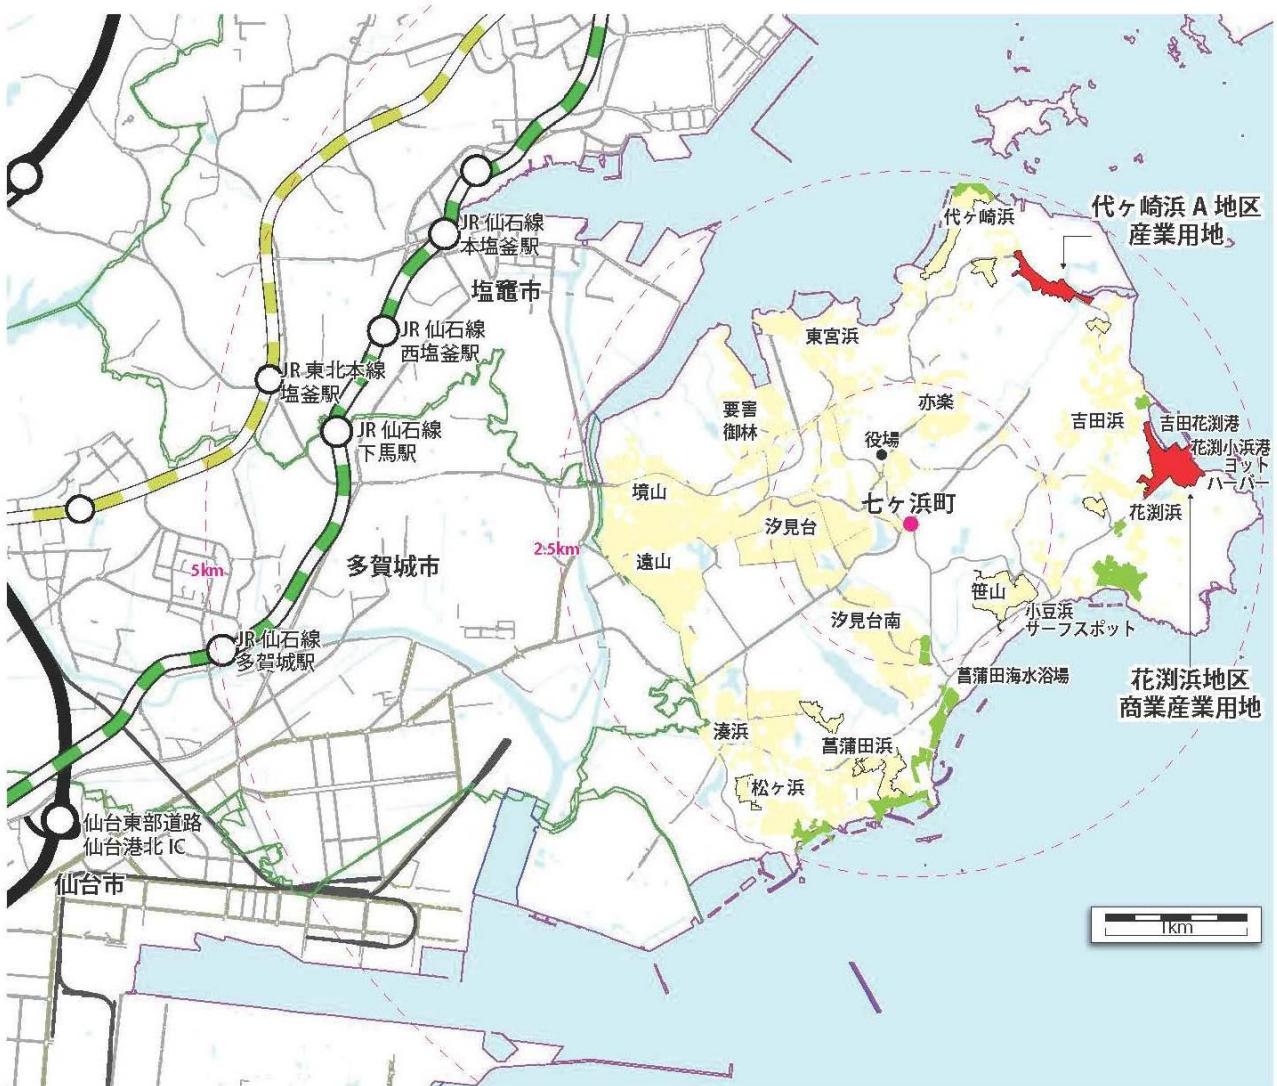 代ヶ崎浜 A 地区
産業用地
代ヶ崎浜
JR 仙石線
本塩釜駅
塩竈市
JR 仙石線
西塩釜駅
東宮浜
JR 東北本線
塩釜駅
要害
御林
亦楽
吉田浜
吉田花渕港
花渕小浜港
ヨット
ハーバー
JR 仙石線
下馬駅
役場
境山
七ヶ浜町
花渕浜
汐見台
2.5km
遠山
5km
多賀城市
笹山
小豆浜
サーフスポット
汐見台南
JR 仙石線
多賀城駅
菖蒲田海水浴場
花渕浜地区
商業産業用地
湊浜
菖蒲田浜
松ヶ浜
仙台東部道路
仙台港北 IC
仙台市
1km